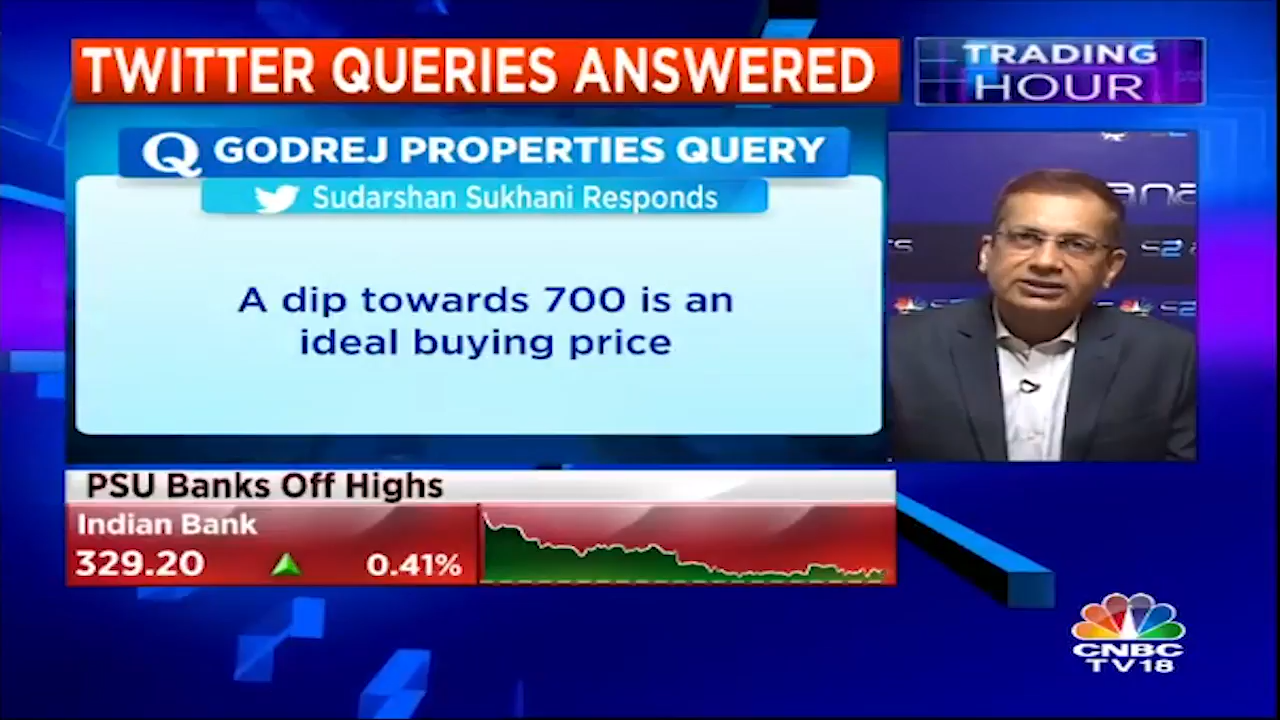 TWITTER QUERIES ANSWERED
TRADING
HOUR
Q GODREJ PROPERTIES QUERY
Sudarshan Sukhani Responds
A dip towards 700 is an
ideal buying price
PSU Banks Off Highs
Indian Bank
329.20
0.41%
CNBC
TV18